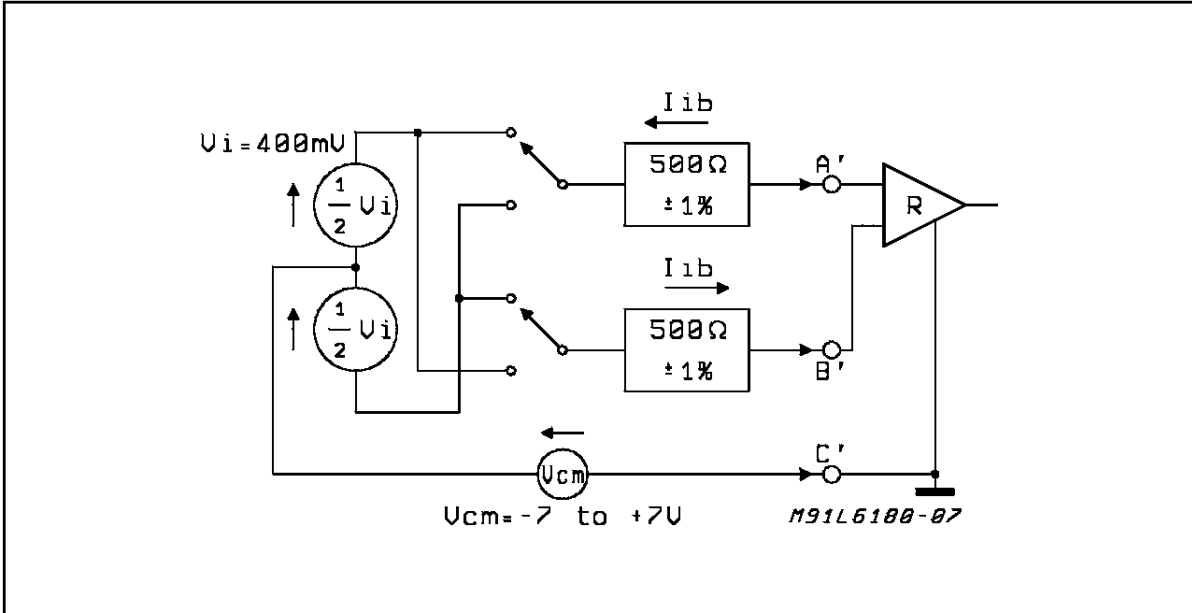 Iib
Vi=400mV
500Ω
±1%
A'
R
1
2
Vi
Iib
1
2
Vi
500Ω
±1%
B'
C'
Vcm
Vcm=-7 to +7V
M91L6180-07